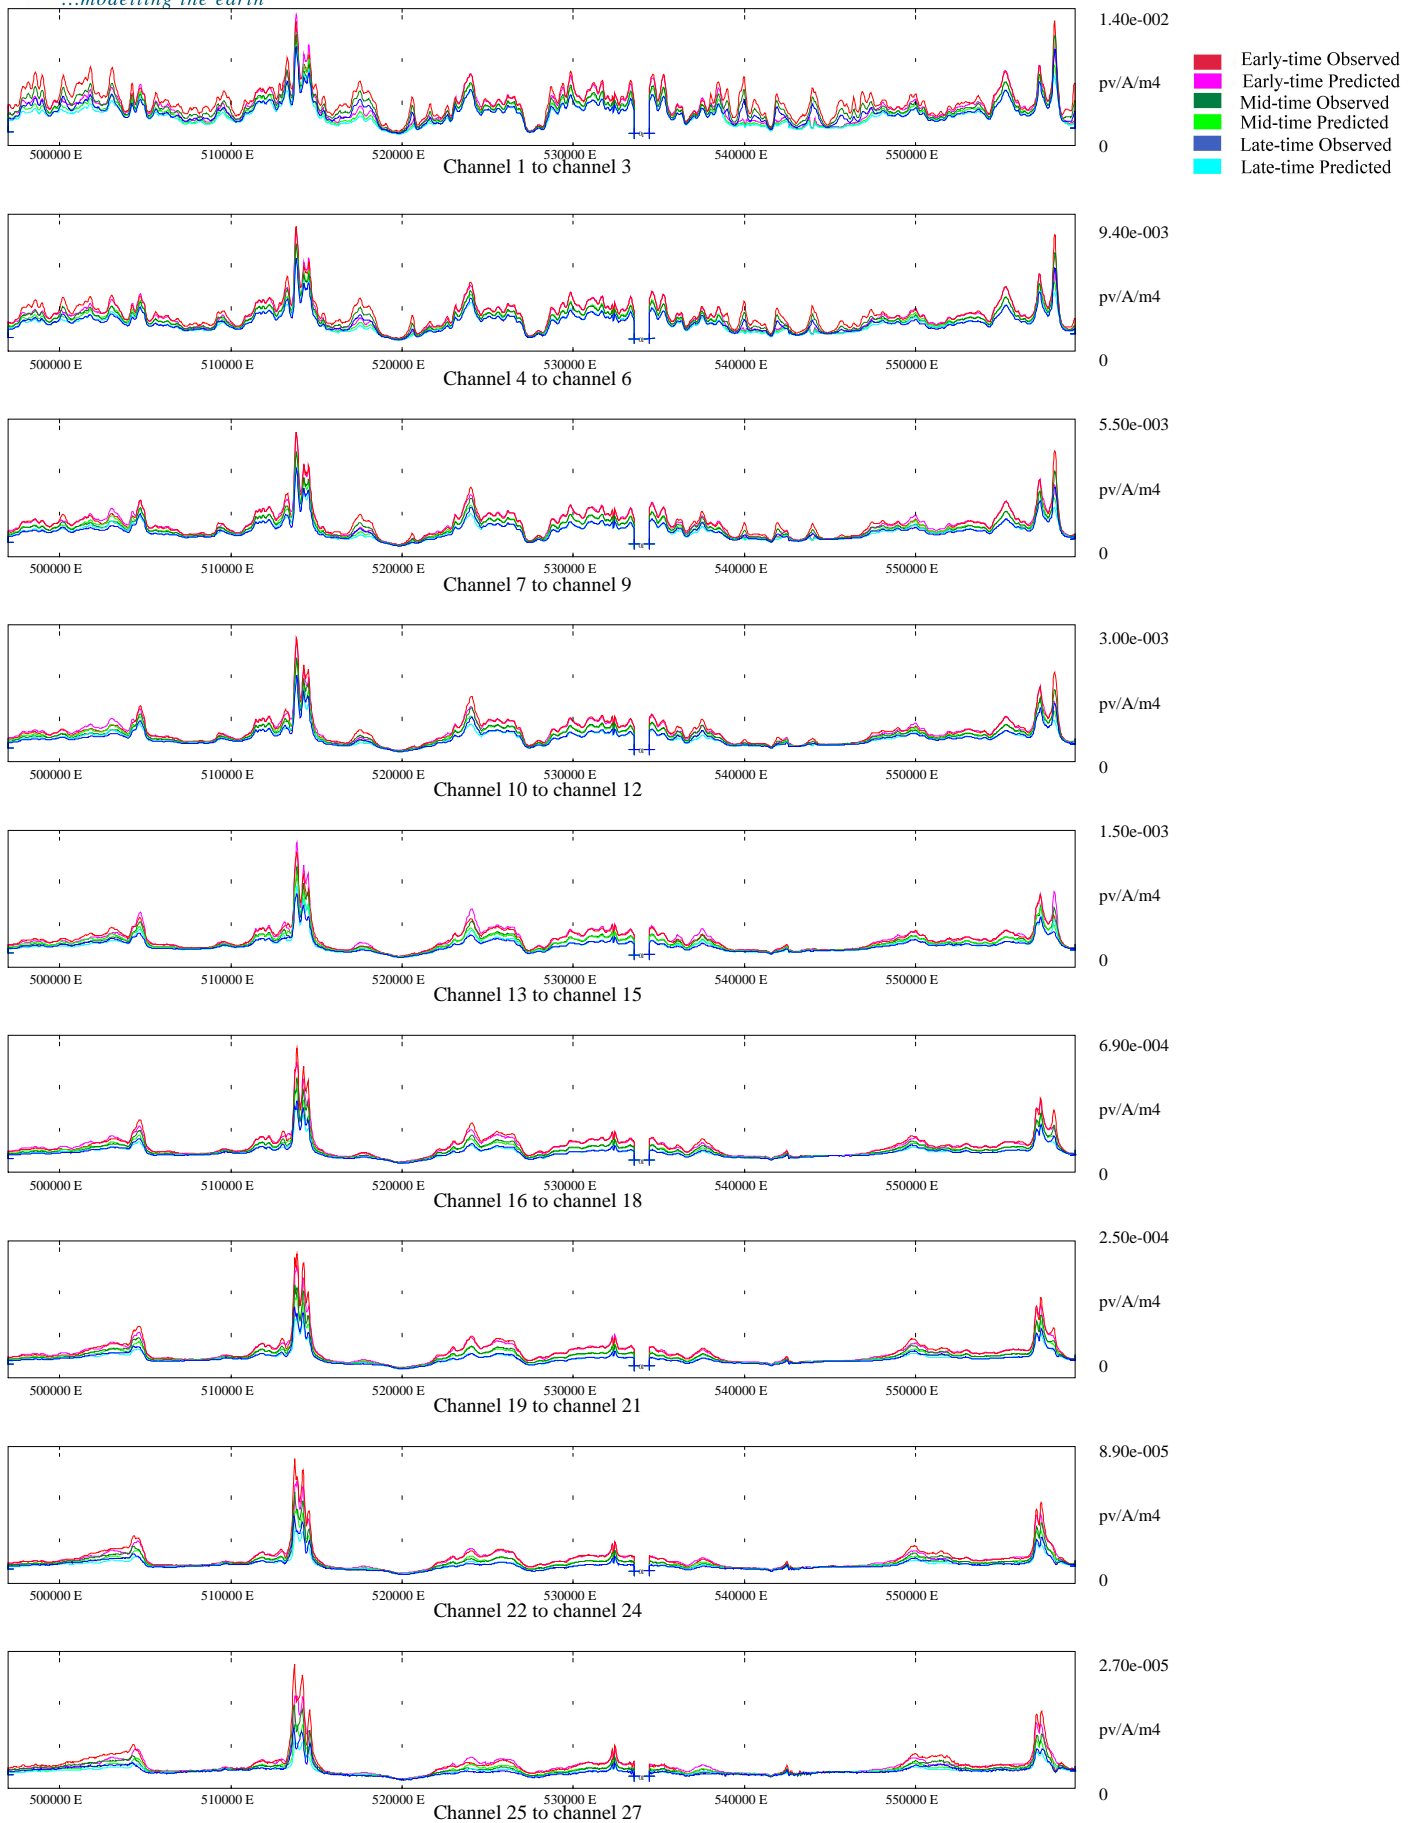 ...modelling the earth
1.40e-002
Early-time Observed
pv/A/m4
Early-time Predicted
Mid-time Observed
Mid-time Predicted
0
Late-time Observed
500000 E 510000 E 520000 E 530000 E 540000 E 550000 E
Channel 1 to channel 3
Late-time Predicted
9.40e-003
pv/A/m4
0
500000 E 510000 E 520000 E 530000 E 540000 E 550000 E
Channel 4 to channel 6
5.50e-003
pv/A/m4
0
500000 E 510000 E 520000 E 530000 E 540000 E 550000 E
Channel 7 to channel 9
3.00e-003
pv/A/m4
0
500000 E 510000 E 520000 E 530000 E 540000 E 550000 E
Channel 10 to channel 12
1.50e-003
pv/A/m4
0
500000 E 510000 E 520000 E 530000 E 540000 E 550000 E
Channel 13 to channel 15
6.90e-004
pv/A/m4
0
500000 E 510000 E 520000 E 530000 E 540000 E 550000 E
Channel 16 to channel 18
2.50e-004
pv/A/m4
0
500000 E 510000 E 520000 E 530000 E 540000 E 550000 E
Channel 19 to channel 21
8.90e-005
pv/A/m4
0
500000 E 510000 E 520000 E 530000 E 540000 E 550000 E
Channel 22 to channel 24
2.70e-005
pv/A/m4
0
500000 E 510000 E 520000 E 530000 E 540000 E 550000 E
Channel 25 to channel 27